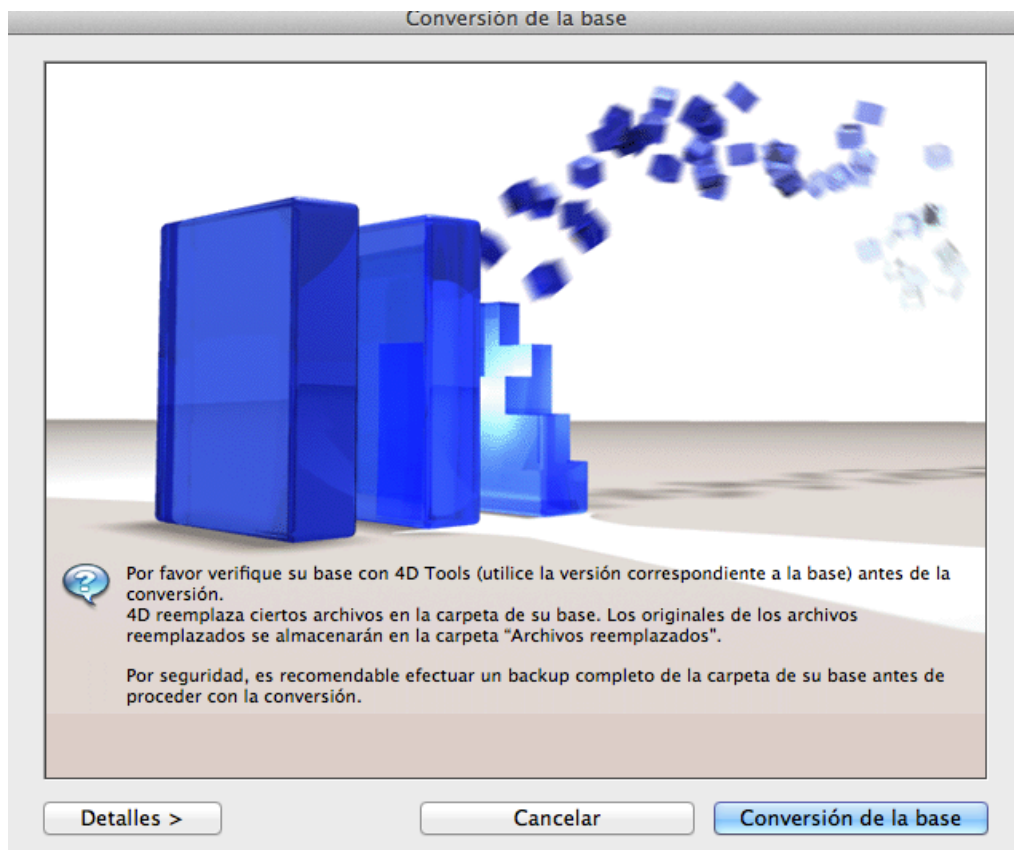 Conversión de la base
Por favor verifique su base con 4D Tools (utilice la versión correspondiente a la base) antes de la
conversión.
4D reemplaza ciertos archivos en la carpeta de su base. Los originales de los archivos
reemplazados se almacenarán en la carpeta “Archivos reemplazados”.
Por seguridad, es recomendable efectuar un backup completo de la carpeta de su base antes de
proceder con la conversión.
Detalles >
Cancelar
Conversión de la base